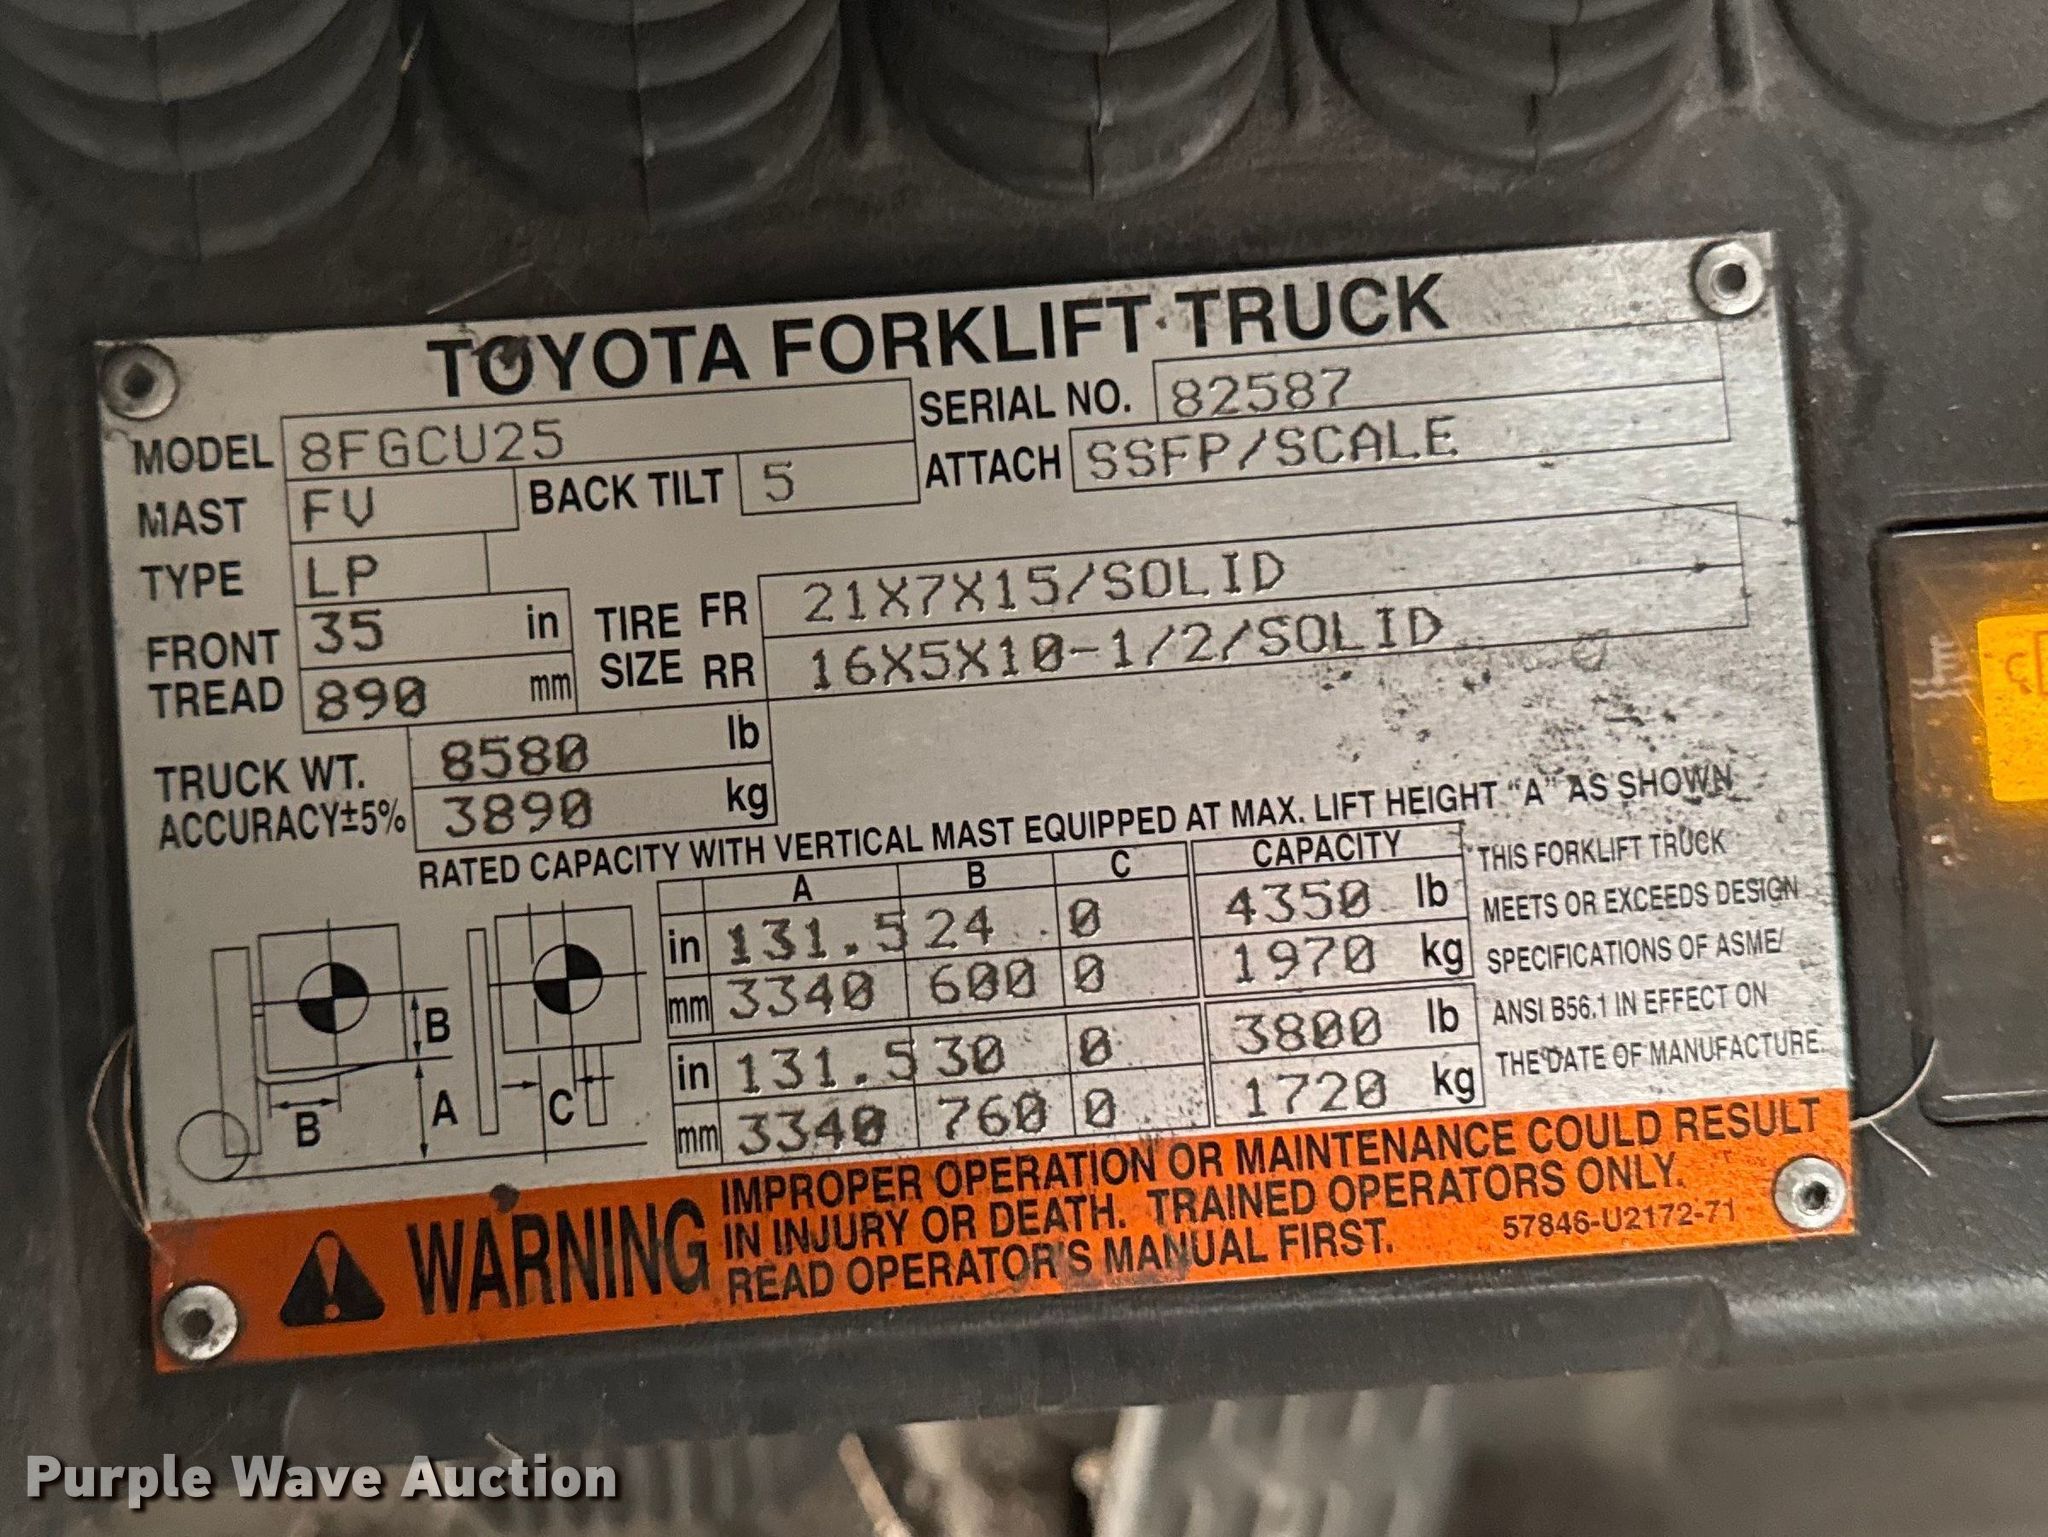 TOYOTA FORKLIFT TRUCK
MODEL 8FGCU25 SERIAL NO. 82587
MAST FV BACK TILT 5 ATTACH SSFP/SCALE
TYPE LP
FRONT TREAD 35 in
890 mm
TIRE SIZE FR 21X7X15/SOLID
RR 16X5X10-1/2/SOLID
TRUCK WT. 8580 lb
ACCURACY±5% 3890 kg
RATED CAPACITY WITH VERTICAL MAST EQUIPPED AT MAX. LIFT HEIGHT "A" AS SHOWN
A B C CAPACITY
in 131.5 24.0 0 4350 lb
mm 3340 600 0 1970 kg
in 131.5 30 0 3800 lb
mm 3340 760 0 1720 kg
B
B
A
C
THIS FORKLIFT TRUCK
MEETS OR EXCEEDS DESIGN
SPECIFICATIONS OF ASME/
ANSI B56.1 IN EFFECT ON
THE DATE OF MANUFACTURE.
WARNING
IMPROPER OPERATION OR MAINTENANCE COULD RESULT
IN INJURY OR DEATH. TRAINED OPERATORS ONLY.
READ OPERATOR'S MANUAL FIRST.
57846-U2172-71
Purple Wave Auction